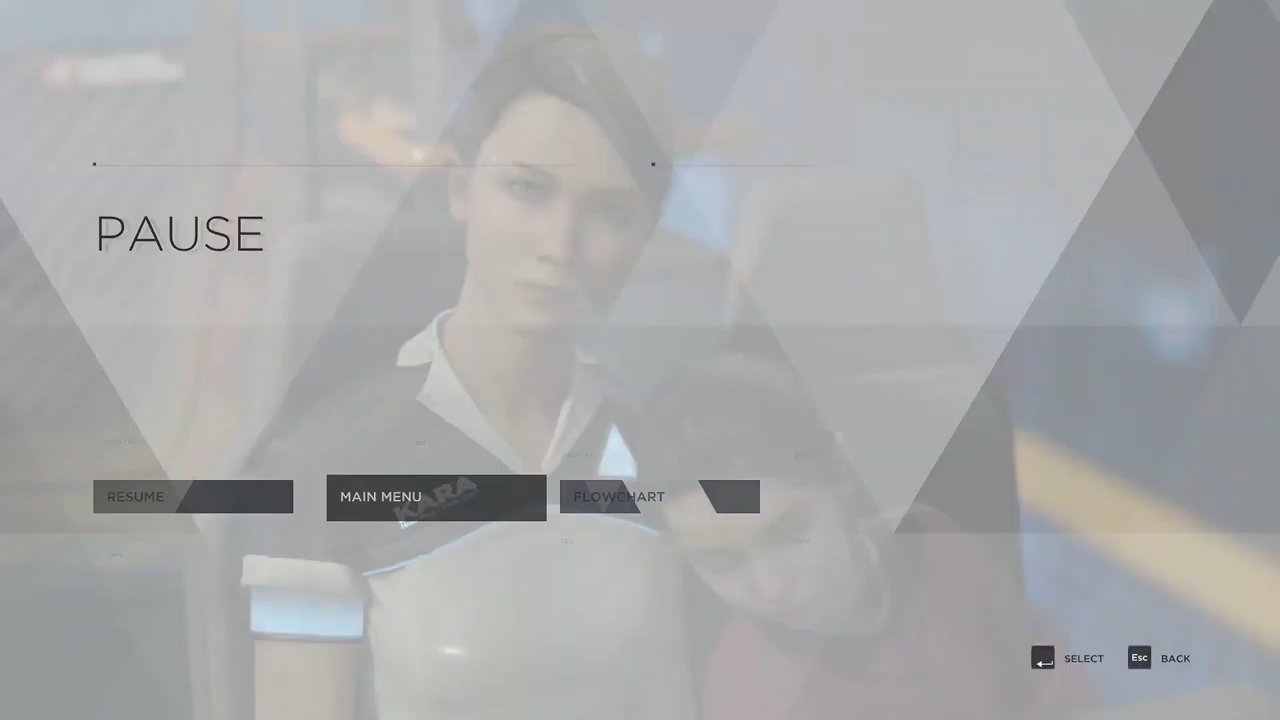 PAUSE
RESUME
MAIN MENU
FLOWCHART
KARA
SELECT
Esc
BACK